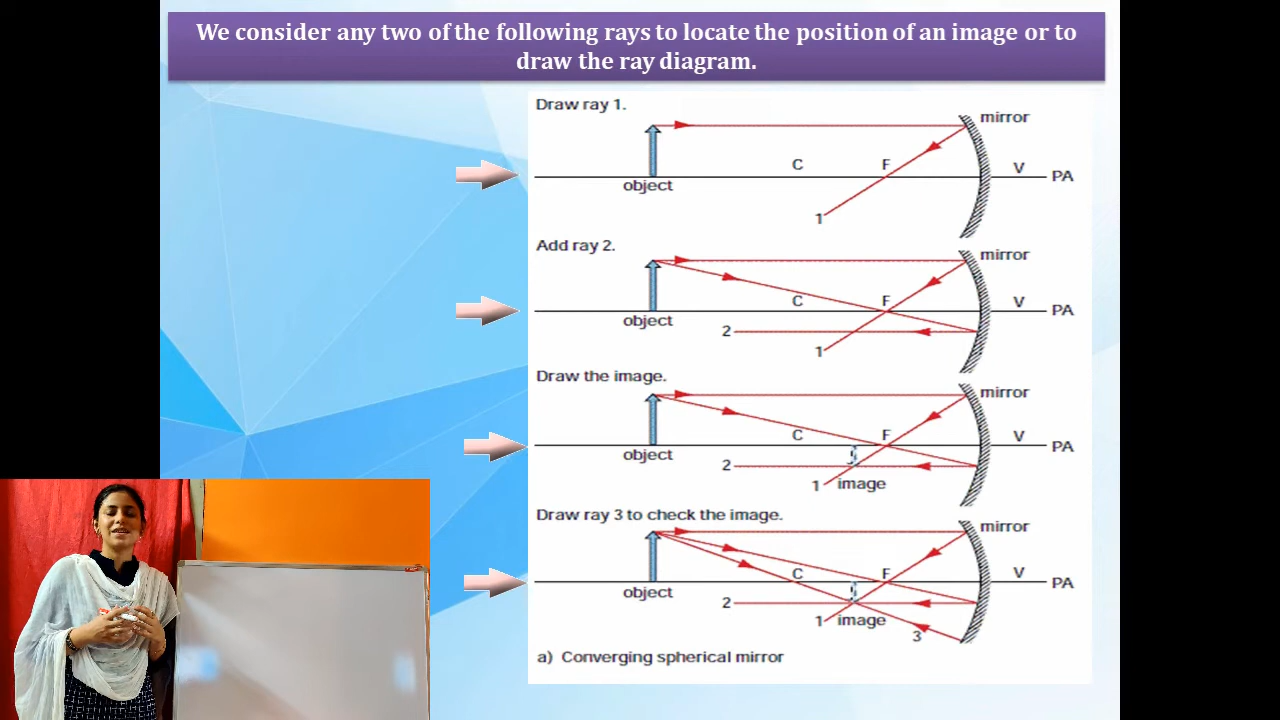 We consider any two of the following rays to locate the position of an image or to
draw the ray diagram.
Draw ray 1.
mirror
C
F
V
PA
object
1
Add ray 2.
mirror
C
F
V
PA
object
2
1
Draw the image.
mirror
C
F
V
PA
object
2
1
image
Draw ray 3 to check the image.
mirror
C
F
V
PA
object
2
1
image
3
a) Converging spherical mirror